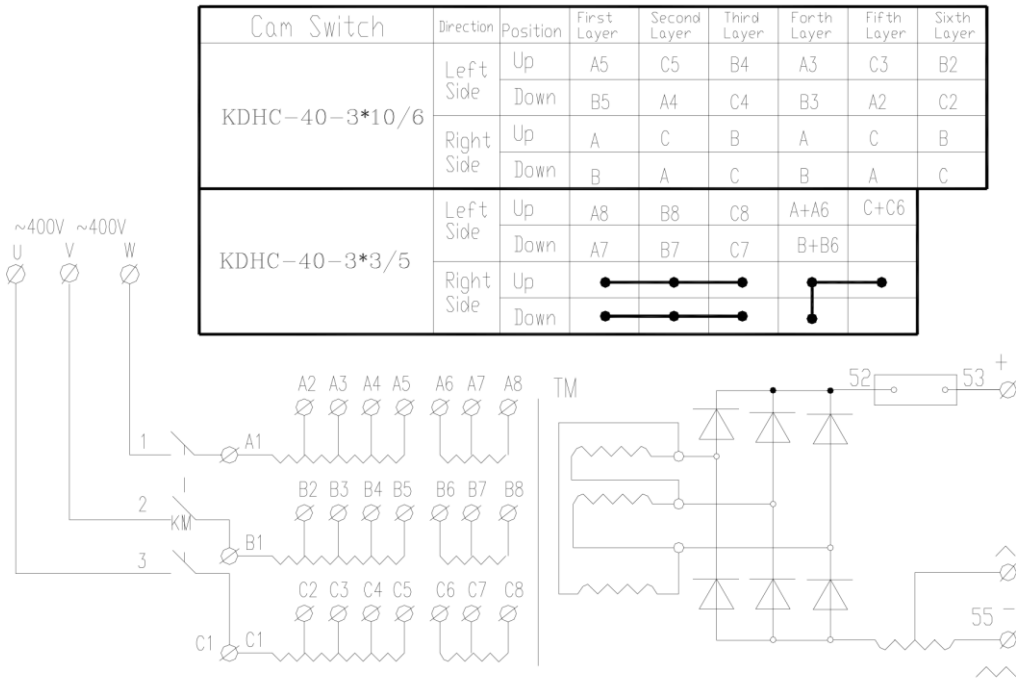 Cam Switch Direction Position First Layer Second Layer Third Layer Forth Layer Fifth Layer Sixth Layer
KDHC-40-3*10/6 Left Side Up A5 C5 B4 A3 C3 B2
Down B5 A4 C4 B3 A2 C2
Right Side Up A C B A C B
Down B A C B A C
KDHC-40-3*3/5 Left Side Up A8 B8 C8 A+A6 C+C6
Down A7 B7 C7 B+B6
Right Side Up
Down
~400V ~400V
U V W
A2 A3 A4 A5 A6 A7 A8
TM
52 53 +
1 A1
B2 B3 B4 B5 B6 B7 B8
2
KM
B1
3
C2 C3 C4 C5 C6 C7 C8
C1 C1
55 -